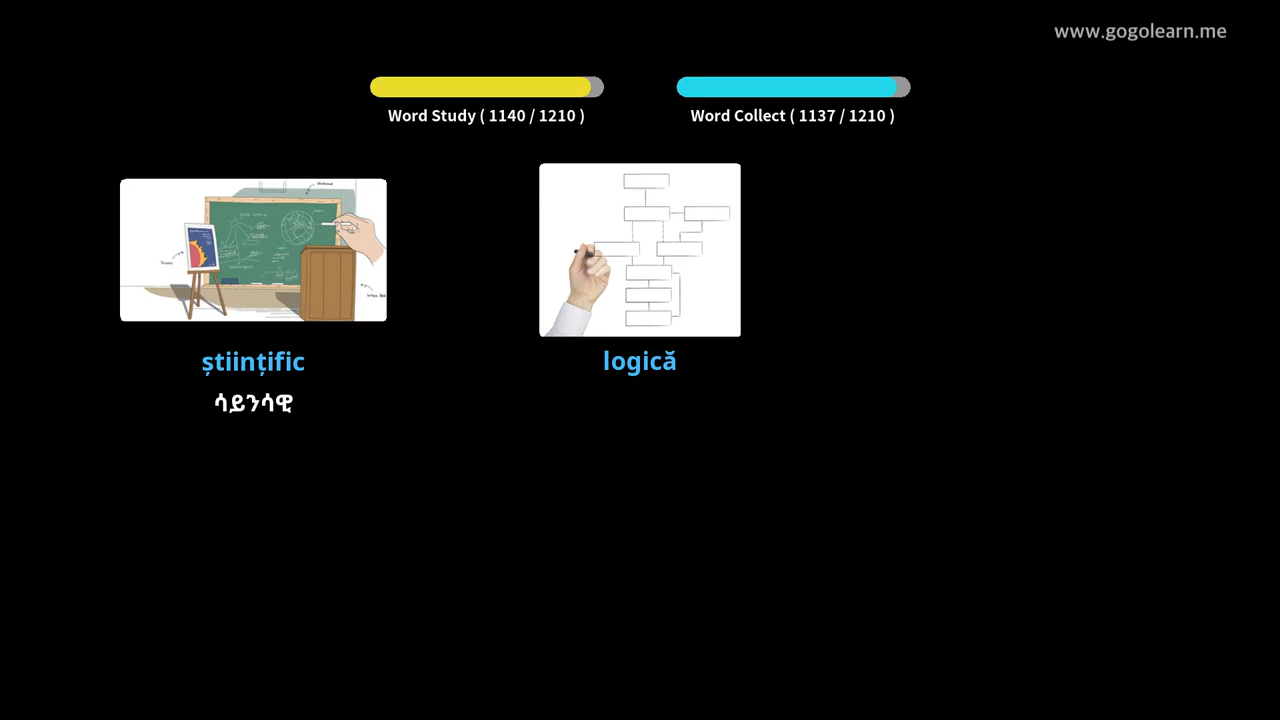 www.gogolearn.me
Word Study ( 1140 / 1210 )
Word Collect ( 1137 / 1210 )
științific
ሳይንሳዊ
logică